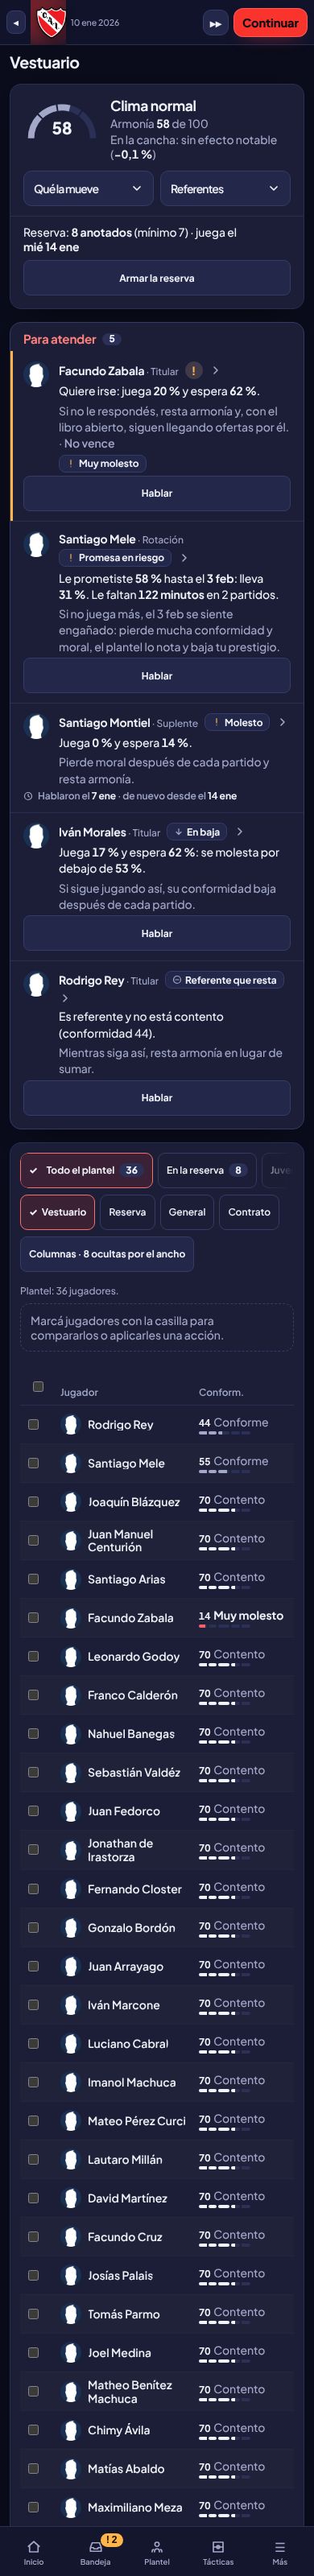 10 ene 2026
Continuar
Vestuario
58
Clima normal
Armonía 58 de 100
En la cancha: sin efecto notable
(−0,1 %)
Qué la mueve
Referentes
Reserva: 8 anotados (mínimo 7) · juega el
mié 14 ene
Armar la reserva
Para atender 5
Facundo Zabala · Titular !
Quiere irse: juega 20 % y espera 62 %.
Si no le respondés, resta armonía y, con el
libro abierto, siguen llegando ofertas por él.
· No vence
! Muy molesto
Hablar
Santiago Mele · Rotación
! Promesa en riesgo
Le prometiste 58 % hasta el 3 feb: lleva
31 %. Le faltan 122 minutos en 2 partidos.
Si no juega más, el 3 feb se siente
engañado: pierde mucha conformidad y
moral, el plantel lo nota y baja tu prestigio.
Hablar
Santiago Montiel · Suplente ! Molesto
Juega 0 % y espera 14 %.
Pierde moral después de cada partido y
resta armonía.
Hablaron el 7 ene · de nuevo desde el 14 ene
Iván Morales · Titular ↓ En baja
Juega 17 % y espera 62 %: se molesta por
debajo de 53 %.
Si sigue jugando así, su conformidad baja
después de cada partido.
Hablar
Rodrigo Rey · Titular Referente que resta
Es referente y no está contento
(conformidad 44).
Mientras siga así, resta armonía en lugar de
sumar.
Hablar
✓ Todo el plantel 36
En la reserva 8
Juve
✓ Vestuario
Reserva
General
Contrato
Columnas · 8 ocultas por el ancho
Plantel: 36 jugadores.
Marcá jugadores con la casilla para
compararlos o aplicarles una acción.
Jugador Conform.
Rodrigo Rey 44 Conforme
Santiago Mele 55 Conforme
Joaquín Blázquez 70 Contento
Juan Manuel
Centurión 70 Contento
Santiago Arias 70 Contento
Facundo Zabala 14 Muy molesto
Leonardo Godoy 70 Contento
Franco Calderón 70 Contento
Nahuel Banegas 70 Contento
Sebastián Valdéz 70 Contento
Juan Fedorco 70 Contento
Jonathan de
Irastorza 70 Contento
Fernando Closter 70 Contento
Gonzalo Bordón 70 Contento
Juan Arrayago 70 Contento
Iván Marcone 70 Contento
Luciano Cabral 70 Contento
Imanol Machuca 70 Contento
Mateo Pérez Curci 70 Contento
Lautaro Millán 70 Contento
David Martínez 70 Contento
Facundo Cruz 70 Contento
Josías Palais 70 Contento
Tomás Parmo 70 Contento
Joel Medina 70 Contento
Matheo Benítez
Machuca 70 Contento
Chimy Ávila 70 Contento
Matías Abaldo 70 Contento
Maximiliano Meza 70 Contento
! 2
Inicio
Bandeja
Plantel
Tácticas
Más